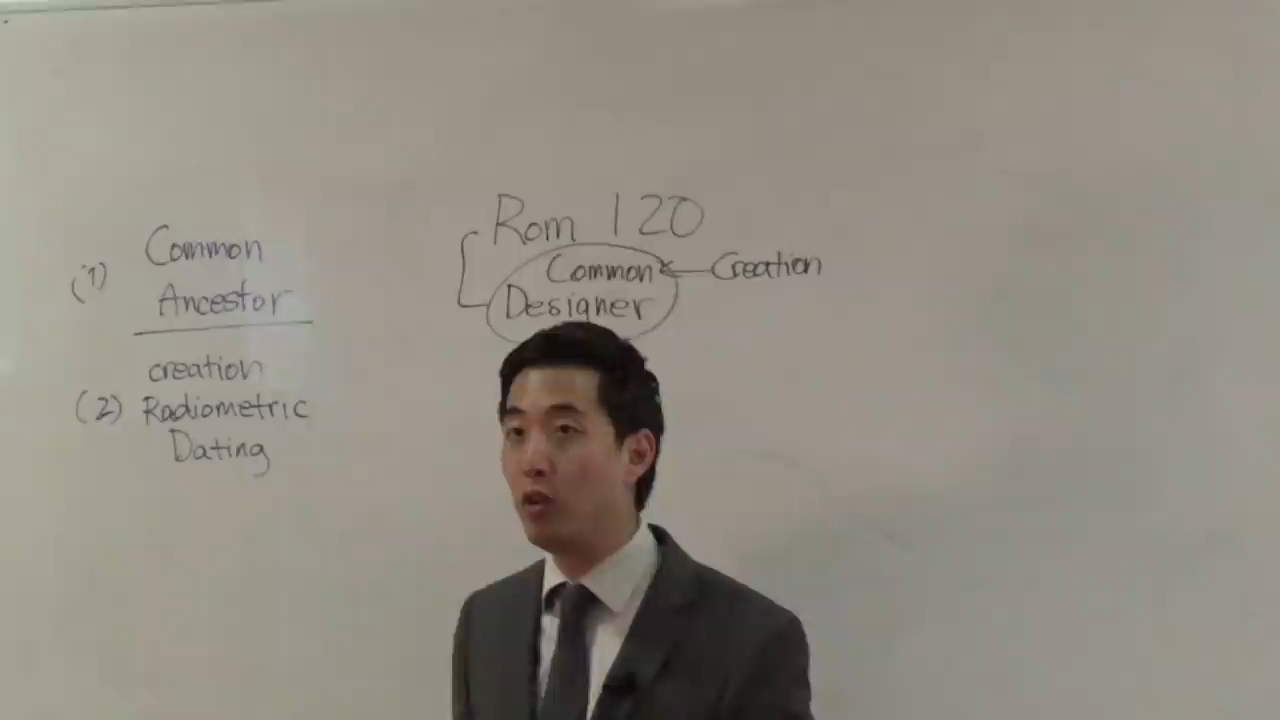 (1) Common
Ancestor
creation
(2) Radiometric
Dating
Rom 1 20
Common ← Creation
Designer